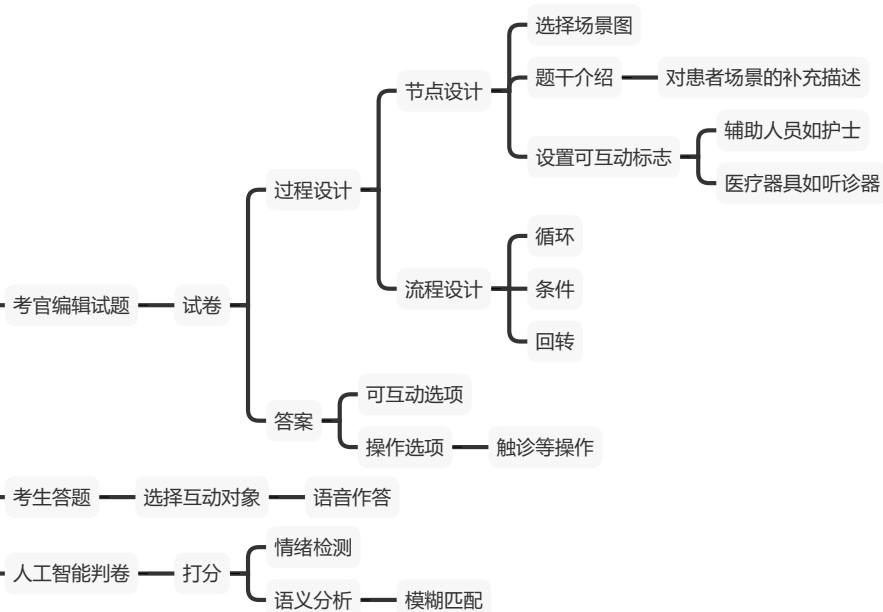 选择场景图
节点设计
题干介绍
对患者场景的补充描述
设置可互动标志
辅助人员如护士
医疗器具如听诊器
过程设计
循环
流程设计
条件
回转
考官编辑试题
试卷
可互动选项
答案
操作选项
触诊等操作
考生答题
选择互动对象
语音作答
情绪检测
人工智能判卷
打分
语义分析
模糊匹配